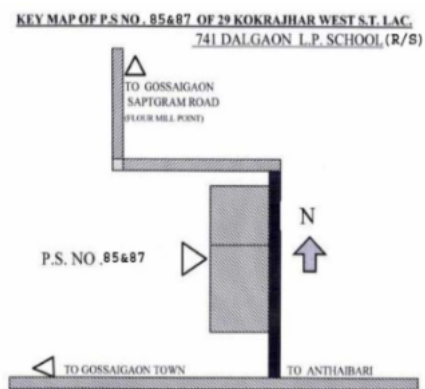 KEY MAP OF P.S NO. 85&87 OF 29 KOKRAJHAR WEST S.T. LAC.
741 DALGAON L.P. SCHOOL (R/S)
TO GOSSAIGAON
SAPTGRAM ROAD
(FLOUR MILL POINT)
N
P.S. NO .85&87
TO GOSSAIGAON TOWN
TO ANTHAIBARI